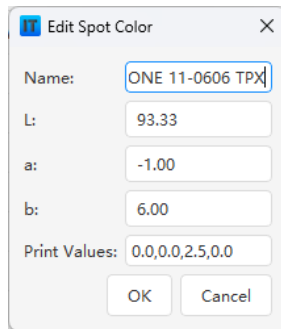 IT Edit Spot Color
Name: ONE 11-0606 TPX
L: 93.33
a: -1.00
b: 6.00
Print Values: 0.0,0.0,2.5,0.0
OK Cancel